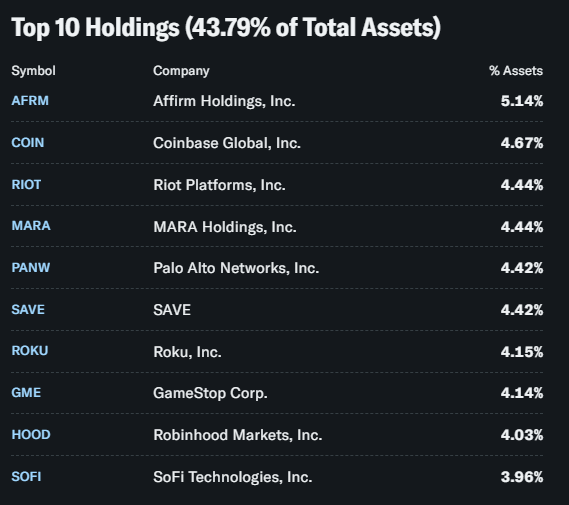 Top 10 Holdings (43.79% of Total Assets)
Symbol Company % Assets
AFRM Affirm Holdings, Inc. 5.14%
COIN Coinbase Global, Inc. 4.67%
RIOT Riot Platforms, Inc. 4.44%
MARA MARA Holdings, Inc. 4.44%
PANW Palo Alto Networks, Inc. 4.42%
SAVE SAVE 4.42%
ROKU Roku, Inc. 4.15%
GME GameStop Corp. 4.14%
HOOD Robinhood Markets, Inc. 4.03%
SOFI SoFi Technologies, Inc. 3.96%